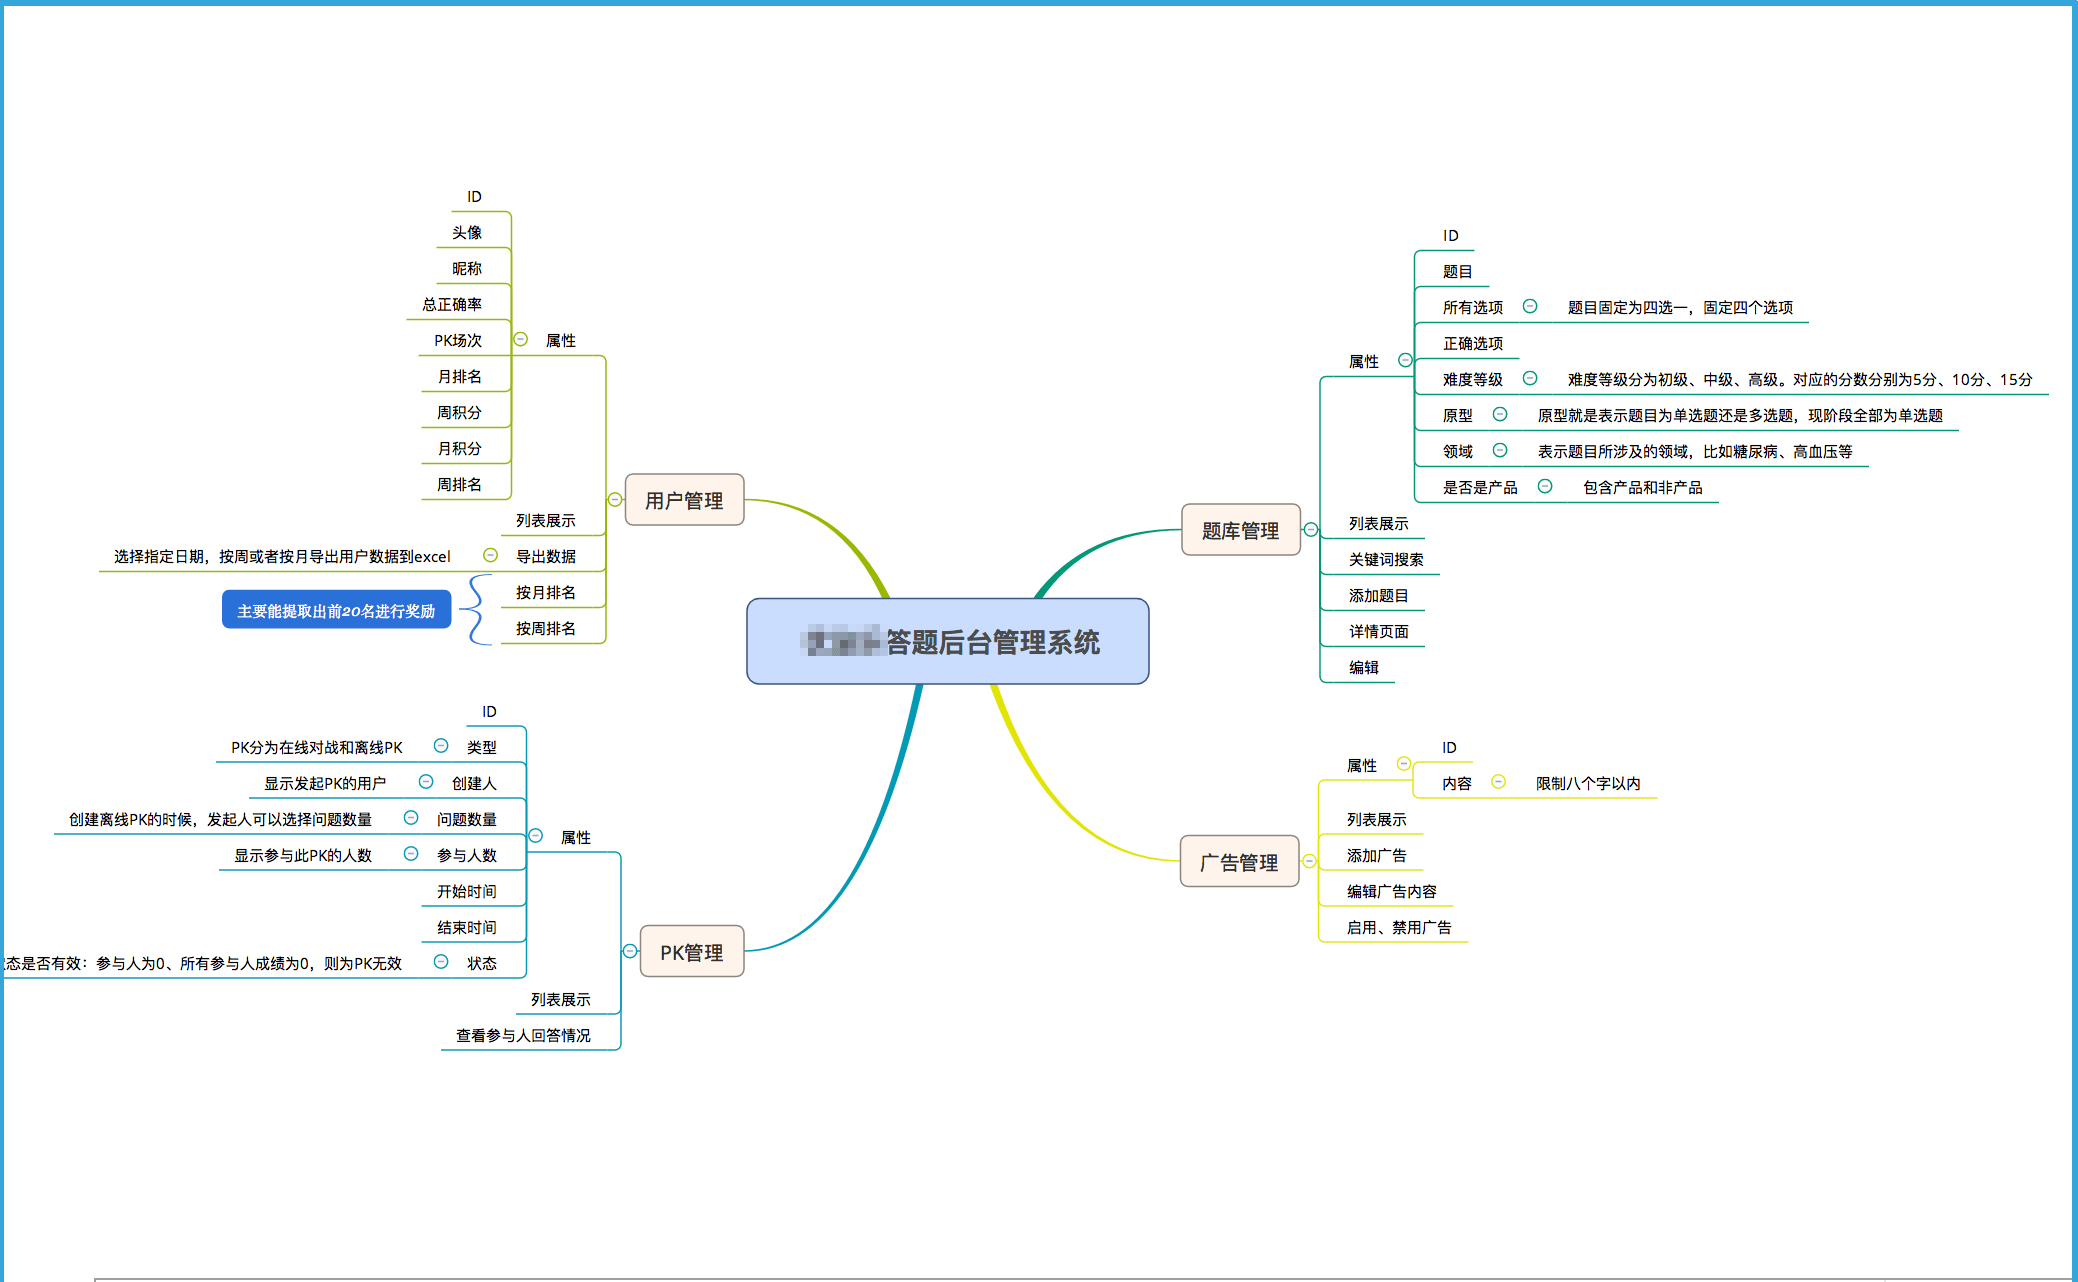 答题后台管理系统
用户管理
属性
ID
头像
昵称
总正确率
PK场次
月排名
周积分
月积分
周排名
列表展示
导出数据
选择指定日期，按周或者按月导出用户数据到excel
按月排名
按周排名
主要能提取出前20名进行奖励
PK管理
属性
ID
类型
PK分为在线对战和离线PK
创建人
显示发起PK的用户
问题数量
创建离线PK的时候，发起人可以选择问题数量
参与人数
显示参与此PK的人数
开始时间
结束时间
状态
态是否有效：参与人为0、所有参与人成绩为0，则为PK无效
列表展示
查看参与人回答情况
题库管理
属性
ID
题目
所有选项
题目固定为四选一，固定四个选项
正确选项
难度等级
难度等级分为初级、中级、高级。对应的分数分别为5分、10分、15分
原型
原型就是表示题目为单选题还是多选题，现阶段全部为单选题
领域
表示题目所涉及的领域，比如糖尿病、高血压等
是否是产品
包含产品和非产品
列表展示
关键词搜索
添加题目
详情页面
编辑
广告管理
属性
ID
内容
限制八个字以内
列表展示
添加广告
编辑广告内容
启用、禁用广告